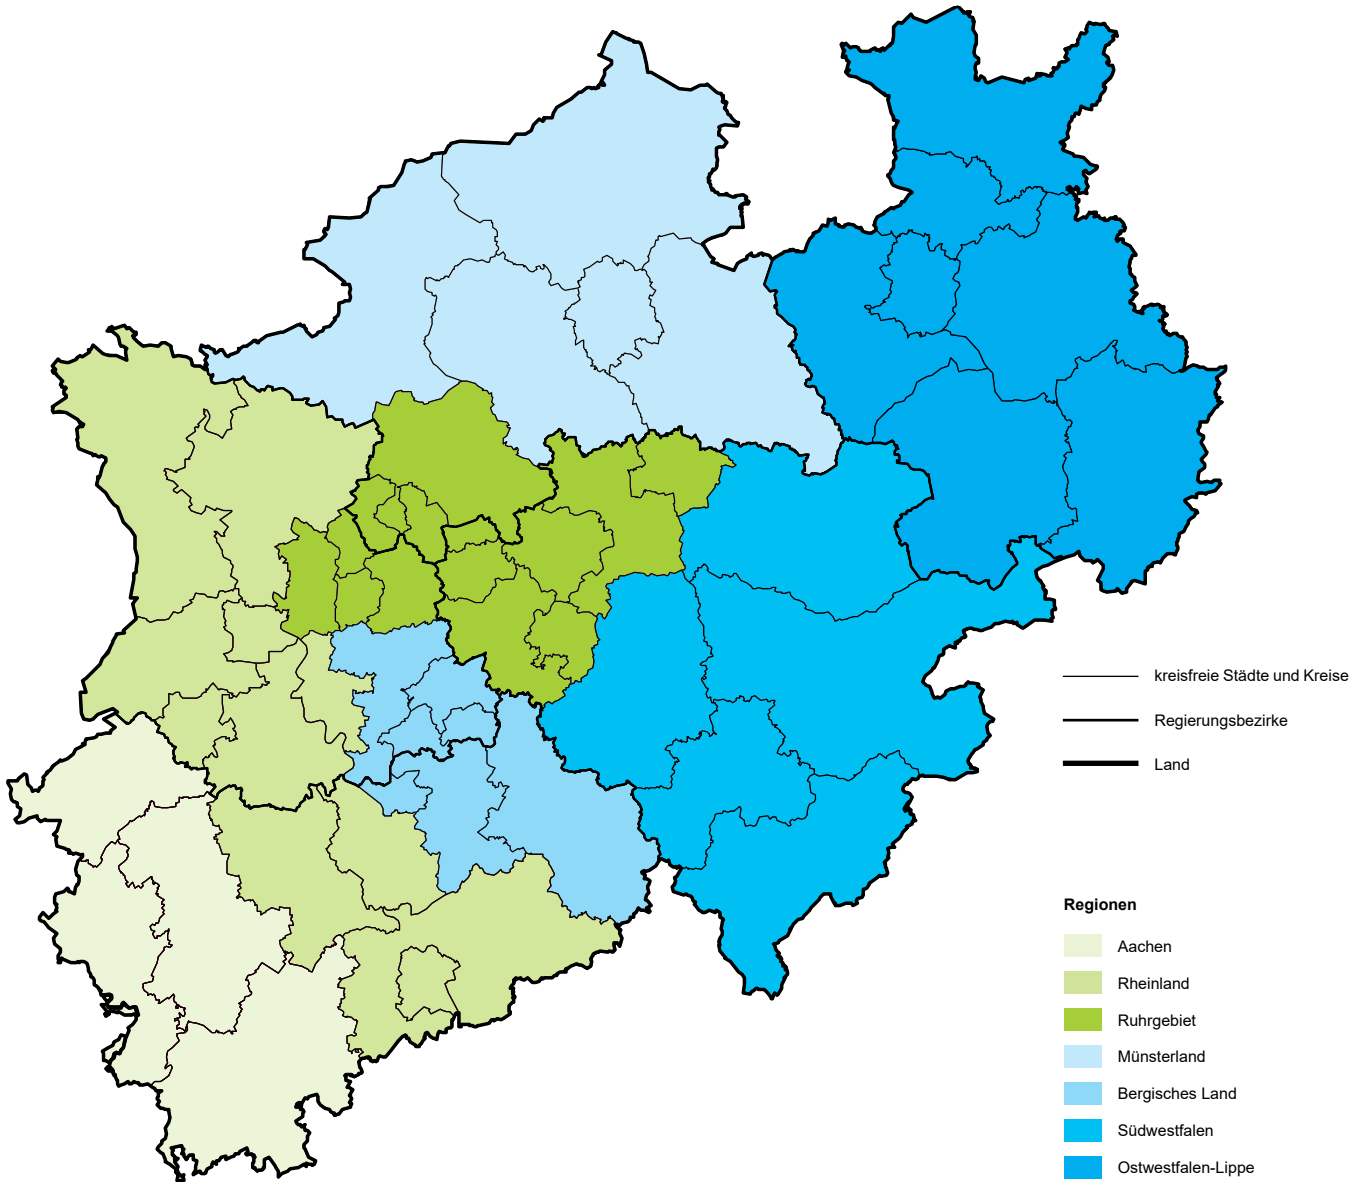 kreisfreie Städte und Kreise
Regierungsbezirke
Land
Regionen
Aachen
Rheinland
Ruhrgebiet
Münsterland
Bergisches Land
Südwestfalen
Ostwestfalen-Lippe